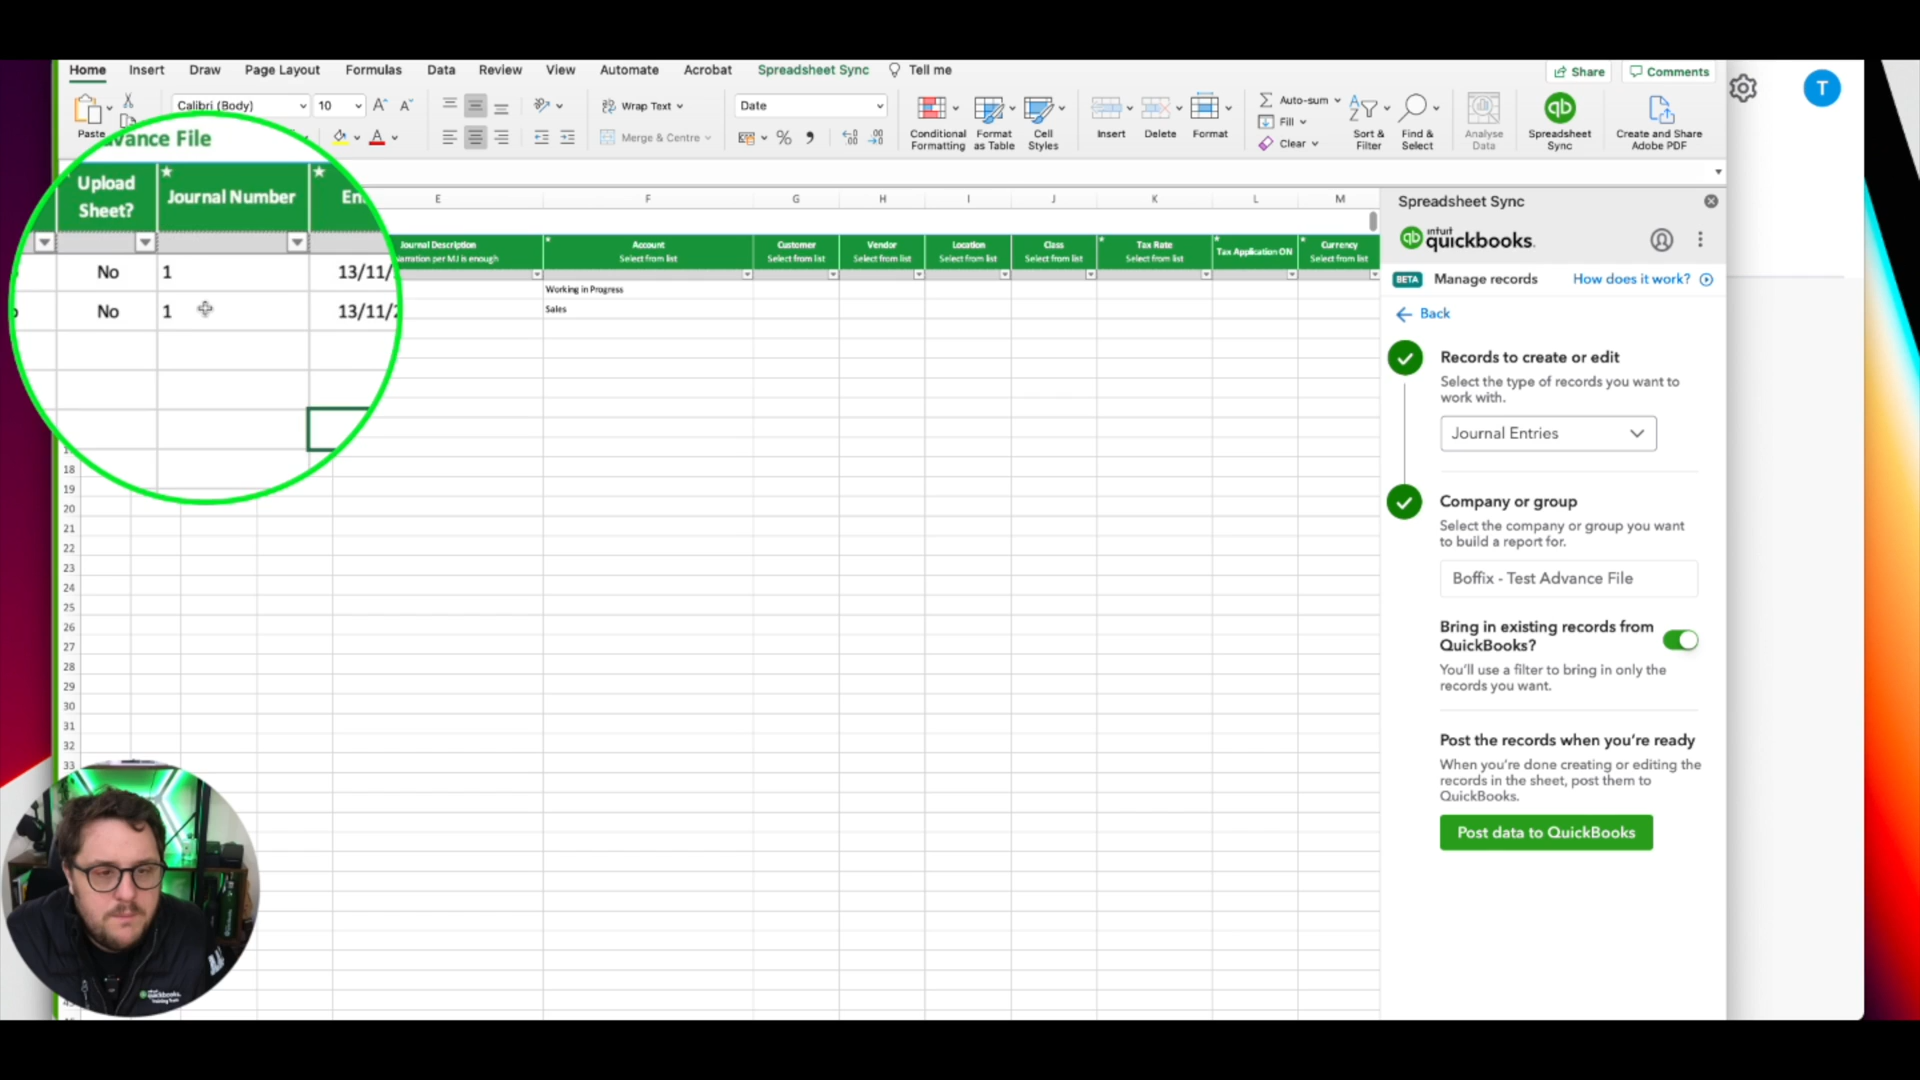 Home Insert Draw Page Layout Formulas Data Review View Automate Acrobat Spreadsheet Sync Tell me
Share Comments
T
Paste
Calibri (Body) 10
Wrap Text
Merge & Centre
Date
Conditional Formatting
Format as Table
Cell Styles
Insert
Delete
Format
Auto-sum
Fill
Clear
Sort & Filter
Find & Select
Analyse Data
Spreadsheet Sync
Create and Share Adobe PDF
vance File
Upload Sheet?
Journal Number
No 1 13/11/
No 1 13/11/2
E F G H I J K L M
Journal Description
Account
Select from list
Customer
Select from list
Vendor
Select from list
Location
Select from list
Class
Select from list
Tax Rate
Select from list
Tax Application ON
Currency
Select from list
Working in Progress
Sales
18
19
20
21
22
23
24
25
26
27
28
29
30
31
32
33
Spreadsheet Sync
qb intuit quickbooks.
BETA Manage records How does it work?
Back
Records to create or edit
Select the type of records you want to
work with.
Journal Entries
Company or group
Select the company or group you want
to build a report for.
Boffix - Test Advance File
Bring in existing records from
QuickBooks?
You'll use a filter to bring in only the
records you want.
Post the records when you're ready
When you're done creating or editing the
records in the sheet, post them to
QuickBooks.
Post data to QuickBooks